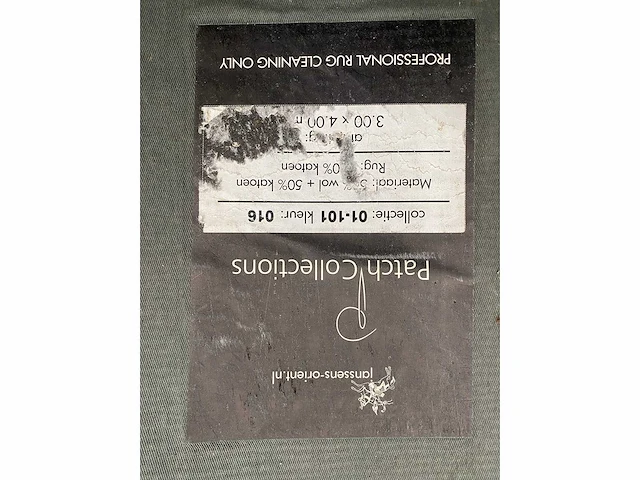 janssens-orient.nl
Patch Collections
collectie: 01-101 kleur: 016
Materiaal: wol + 50% katoen
Rug: katoen
3.00 x 4.00
PROFESSIONAL RUG CLEANING ONLY